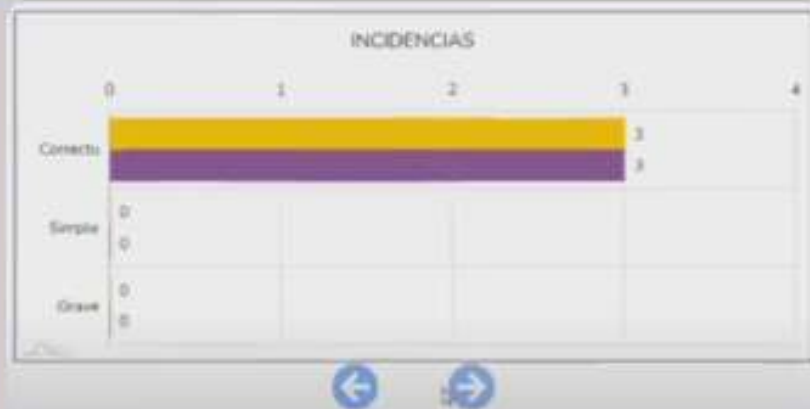 INCIDENCIAS
0 1 2 3 4
Correcto 3
3
Simple 0
0
Grave 0
0